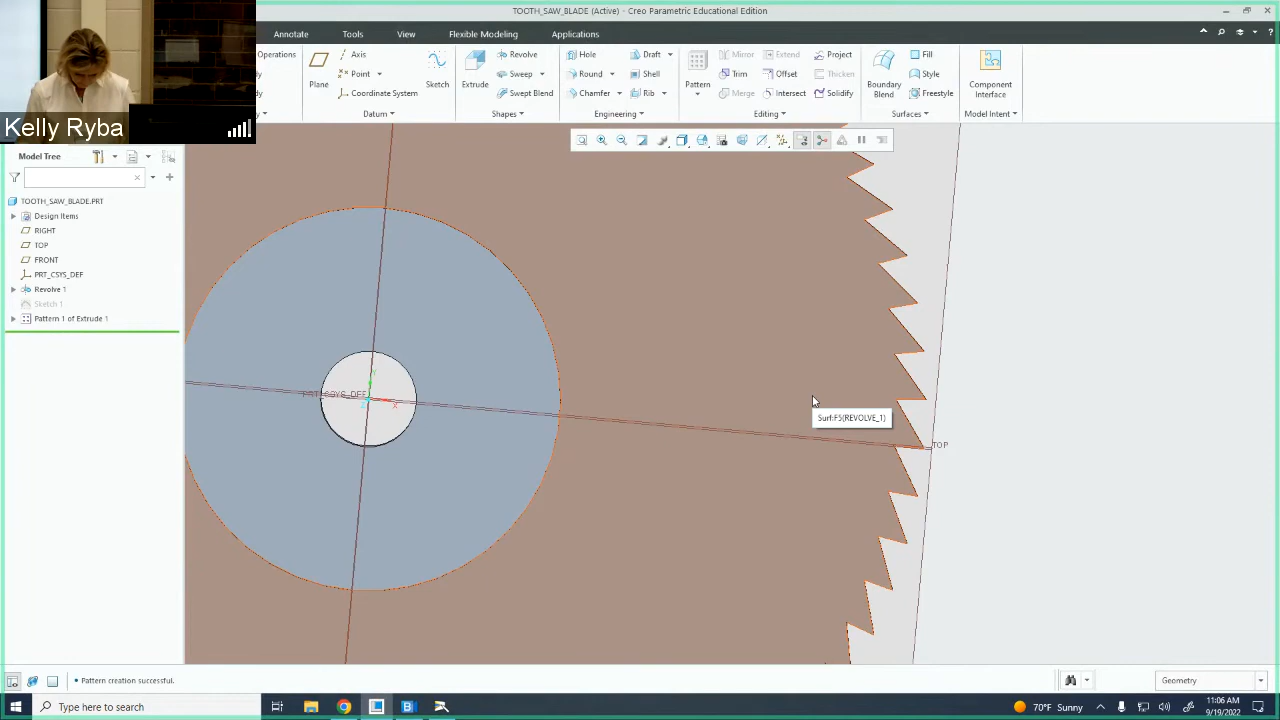 TOOTH_SAW_BLADE (Active) - Creo Parametric Educational Edition
Annotate Tools View Flexible Modeling Applications
Operations
Plane
Axis
Point
Coordinate System
Sketch
Datum
Extrude
Revolve
Sweep
Swept Blend
Shapes
Hole
Round
Chamfer
Draft
Shell
Rib
Engineering
Pattern
Mirror
Trim
Merge
Extend
Offset
Intersect
Project
Thicken
Solidify
Editing
Boundary
Blend
Fill
Style
Freestyle
Surfaces
Component
Interface
Model Intent
Kelly Ryba
Model Tree
TOOTH_SAW_BLADE.PRT
Design Items
RIGHT
TOP
FRONT
PRT_CSYS_DEF
Revolve 1
Sketch 1
Pattern 1 of Extrude 1
PRT_CSYS_DEF
Y
X
Z
Surf:F5(REVOLVE_1)
TOP
Pattern creation successful.
Geometry
Type here to search
70°F Sunny
11:06 AM
9/19/2022